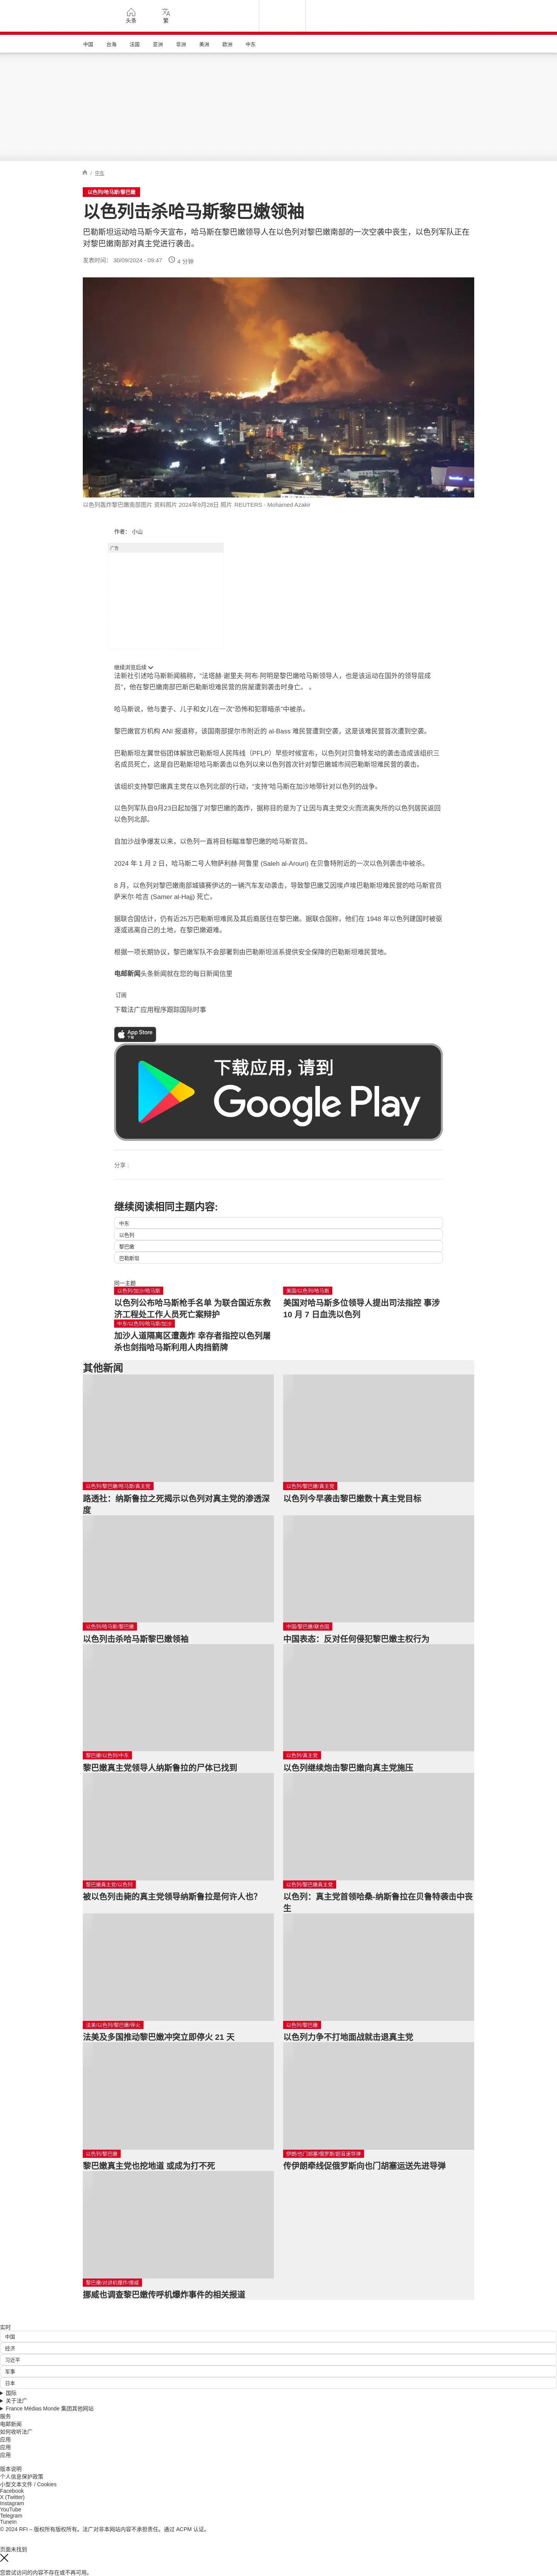 头条
繁
中国
台海
法国
亚洲
非洲
美洲
欧洲
中东
/ 中东
以色列/哈马斯/黎巴嫩
以色列击杀哈马斯黎巴嫩领袖
巴勒斯坦运动哈马斯今天宣布，哈马斯在黎巴嫩领导人在以色列对黎巴嫩南部的一次空袭中丧生，以色列军队正在
对黎巴嫩南部对真主党进行袭击。
发表时间： 30/09/2024 - 09:47 4 分钟
以色列轰炸黎巴嫩南部图片 资料照片 2024年9月28日 照片 REUTERS - Mohamed Azakir
作者： 小山
广告
继续浏览后续
法新社引述哈马斯新闻稿称，“法塔赫·谢里夫·阿布·阿明是黎巴嫩哈马斯领导人，也是该运动在国外的领导层成
员”，他在黎巴嫩南部巴斯巴勒斯坦难民营的房屋遭到袭击时身亡。 。
哈马斯说，他与妻子、儿子和女儿在一次“恐怖和犯罪暗杀”中被杀。
黎巴嫩官方机构 ANI 报道称，该国南部提尔市附近的 al-Bass 难民营遭到空袭，这是该难民营首次遭到空袭。
巴勒斯坦左翼世俗团体解放巴勒斯坦人民阵线（PFLP）早些时候宣布，以色列对贝鲁特发动的袭击造成该组织三
名成员死亡，这是自巴勒斯坦哈马斯袭击以色列以来以色列首次针对黎巴嫩城市间巴勒斯坦难民营的袭击。
该组织支持黎巴嫩真主党在以色列北部的行动，“支持”哈马斯在加沙地带针对以色列的战争。
以色列军队自9月23日起加强了对黎巴嫩的轰炸，据称目的是为了让因与真主党交火而流离失所的以色列居民返回
以色列北部。
自加沙战争爆发以来，以色列一直将目标瞄准黎巴嫩的哈马斯官员。
2024 年 1 月 2 日，哈马斯二号人物萨利赫·阿鲁里 (Saleh al-Arouri) 在贝鲁特附近的一次以色列袭击中被杀。
8 月，以色列对黎巴嫩南部城镇赛伊达的一辆汽车发动袭击，导致黎巴嫩艾因埃卢埃巴勒斯坦难民营的哈马斯官员
萨米尔·哈吉 (Samer al-Hajj) 死亡。
据联合国估计，仍有近25万巴勒斯坦难民及其后裔居住在黎巴嫩。据联合国称，他们在 1948 年以色列建国时被驱
逐或逃离自己的土地，在黎巴嫩避难。
根据一项长期协议，黎巴嫩军队不会部署到由巴勒斯坦派系提供安全保障的巴勒斯坦难民营地。
电邮新闻头条新闻就在您的每日新闻信里
订阅
下载法广应用程序跟踪国际时事
App Store
下载
下载应用，请到
Google Play
分享 :
继续阅读相同主题内容:
中东
以色列
黎巴嫩
巴勒斯坦
同一主题
以色列/加沙/哈马斯
以色列公布哈马斯枪手名单 为联合国近东救
济工程处工作人员死亡案辩护
美国/以色列/哈马斯
美国对哈马斯多位领导人提出司法指控 事涉
10 月 7 日血洗以色列
中东/以色列/哈马斯/加沙
加沙人道隔离区遭轰炸 幸存者指控以色列屠
杀也剑指哈马斯利用人肉挡箭牌
其他新闻
以色列/黎巴嫩/哈马斯/真主党
路透社：纳斯鲁拉之死揭示以色列对真主党的渗透深
度
以色列/黎巴嫩/真主党
以色列今早袭击黎巴嫩数十真主党目标
以色列/哈马斯/黎巴嫩
以色列击杀哈马斯黎巴嫩领袖
中国/黎巴嫩/联合国
中国表态：反对任何侵犯黎巴嫩主权行为
黎巴嫩/以色列/中东
黎巴嫩真主党领导人纳斯鲁拉的尸体已找到
以色列/真主党
以色列继续炮击黎巴嫩向真主党施压
黎巴嫩真主党/以色列
被以色列击毙的真主党领导纳斯鲁拉是何许人也?
以色列/黎巴嫩真主党
以色列：真主党首领哈桑-纳斯鲁拉在贝鲁特袭击中丧
生
法美/以色列/黎巴嫩/停火
法美及多国推动黎巴嫩冲突立即停火 21 天
以色列/黎巴嫩
以色列力争不打地面战就击退真主党
以色列/黎巴嫩
黎巴嫩真主党也挖地道 或成为打不死
伊朗/也门胡塞/俄罗斯/超音速导弹
传伊朗牵线促俄罗斯向也门胡塞运送先进导弹
黎巴嫩/对讲机爆炸/挪威
挪威也调查黎巴嫩传呼机爆炸事件的相关报道
实时
中国
经济
习近平
军事
日本
国际
关于法广
France Médias Monde 集团其他网站
服务
电邮新闻
如何收听法广
应用
应用
应用
版本说明
个人信息保护政策
小型文本文件 / Cookies
Facebook
X (Twitter)
Instagram
YouTube
Telegram
TuneIn
© 2024 RFI – 版权所有版权所有。法广对非本网站内容不承担责任。通过 ACPM 认证。
页面未找到
您尝试访问的内容不存在或不再可用。